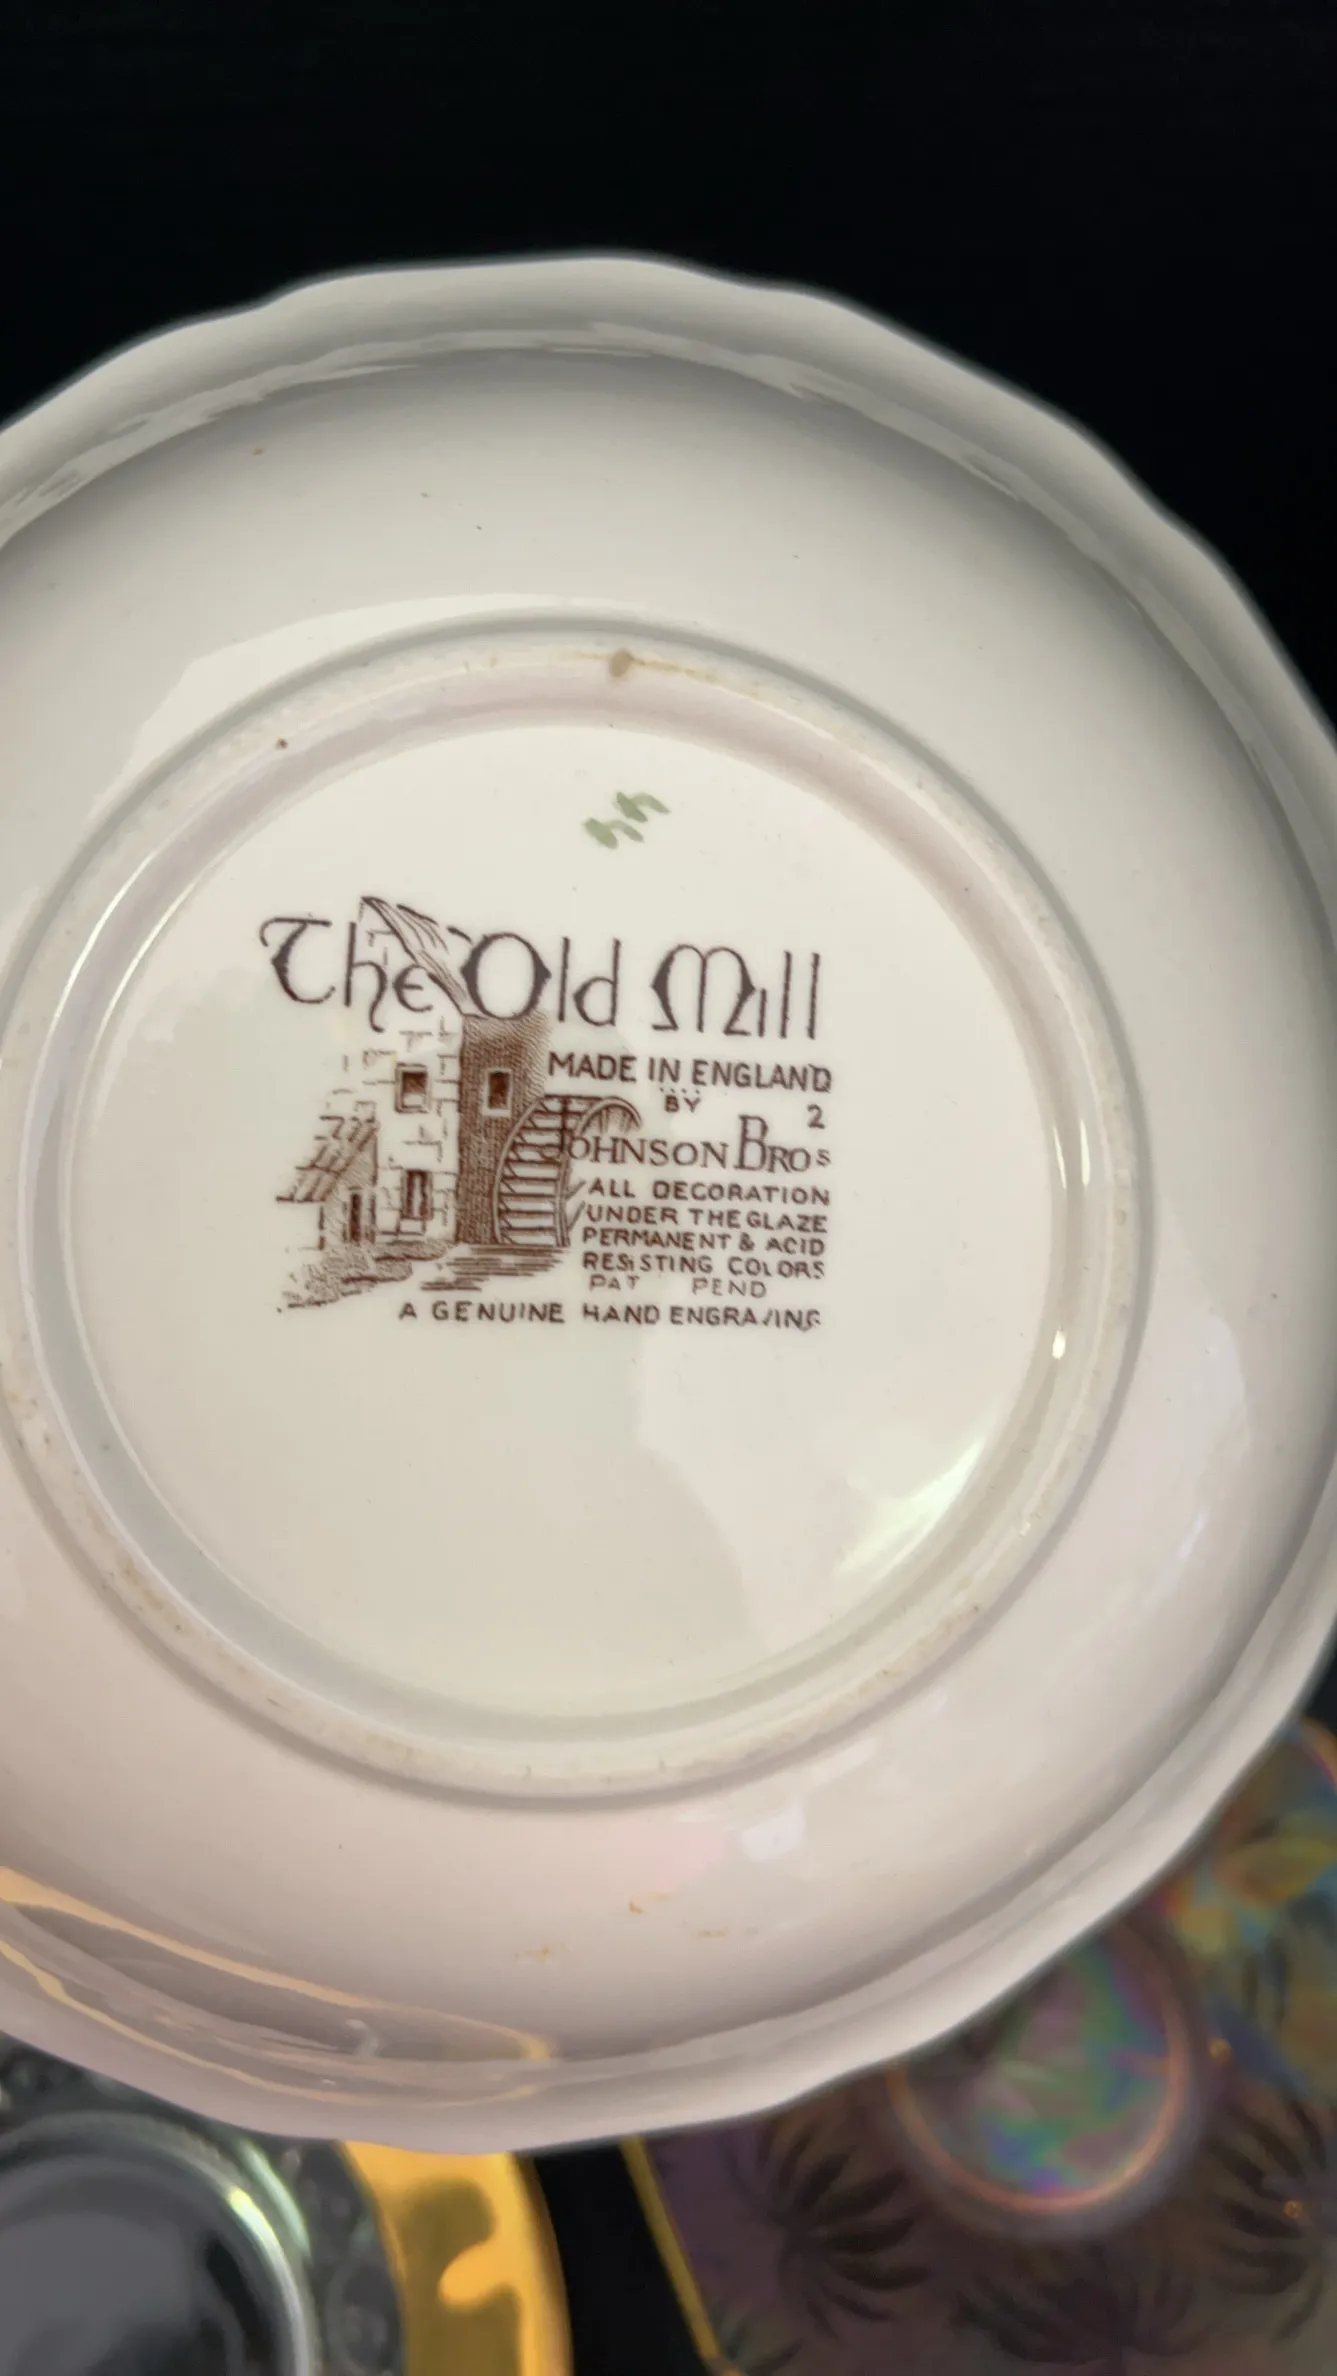 The Old Mill
MADE IN ENGLAND
BY 2
JOHNSON BROS
ALL DECORATION
UNDER THE GLAZE
PERMANENT & ACID
RESISTING COLORS
PAT PEND
A GENUINE HAND ENGRAVING